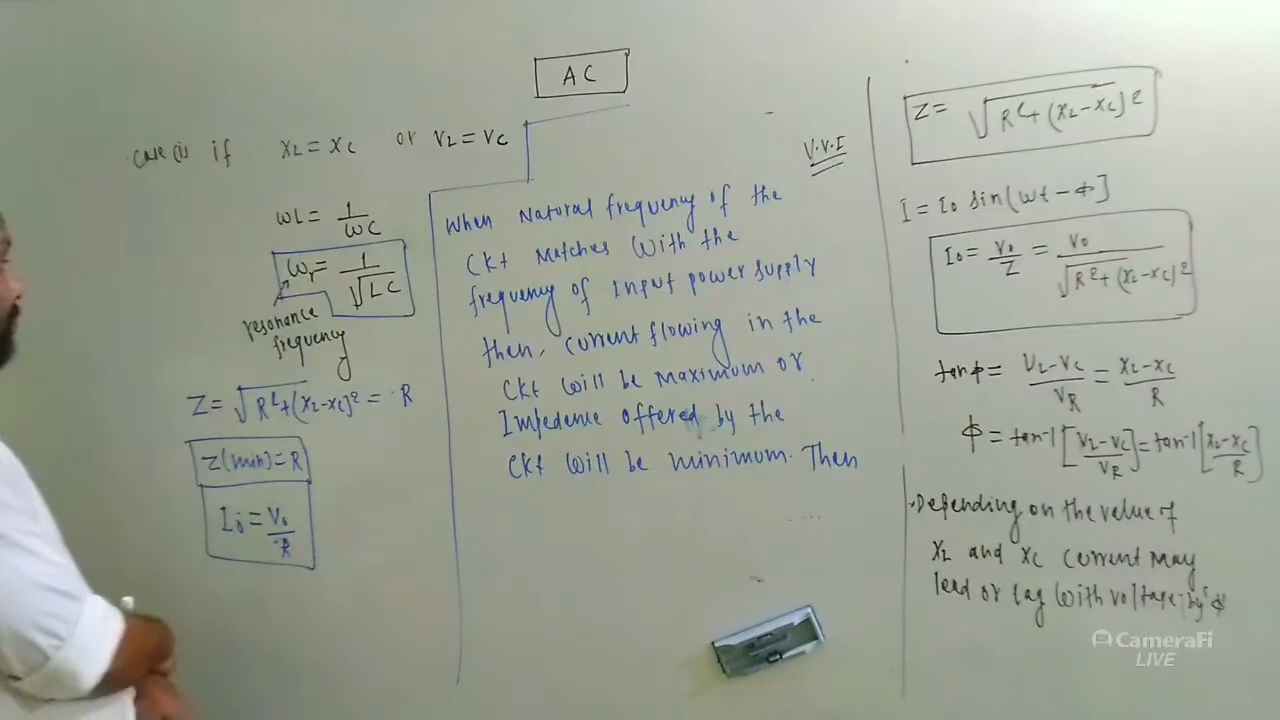 AC
case (i) if XL = XC or VL = VC
ωL = 1/ωC
ωr = 1/√LC
resonance
frequency
Z = √R²+(XL-XC)² = R
Z(min) = R
I0 = V0/R
V.V.I
When Natural frequency of the
CKt Matches With the
frequency of Input power supply
then, current flowing in the
CKt Will be Maximum or
Impedence offered by the
CKt Will be minimum. Then
Z = √R²+(XL-XC)²
I = I0 sin(ωt-ϕ]
I0 = V0/Z = V0/√R²+(XL-XC)²
tanϕ = VL-VC/VR = XL-XC/R
ϕ = tan-1[VL-VC/VR] = tan-1[XL-XC/R]
Depending on the value of
XL and XC current may
lead or lag With voltage by 'ϕ'
CameraFi
LIVE